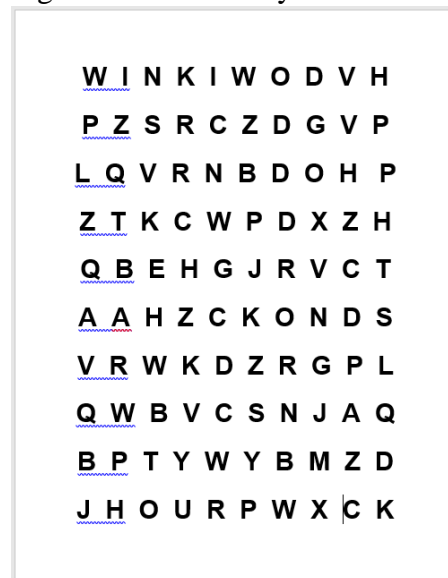 W I N K I W O D V H
P Z S R C Z D G V P
L Q V R N B D O H P
Z T K C W P D X Z H
Q B E H G J R V C T
A A H Z C K O N D S
V R W K D Z R G P L
Q W B V C S N J A Q
B P T Y W Y B M Z D
J H O U R P W X C K